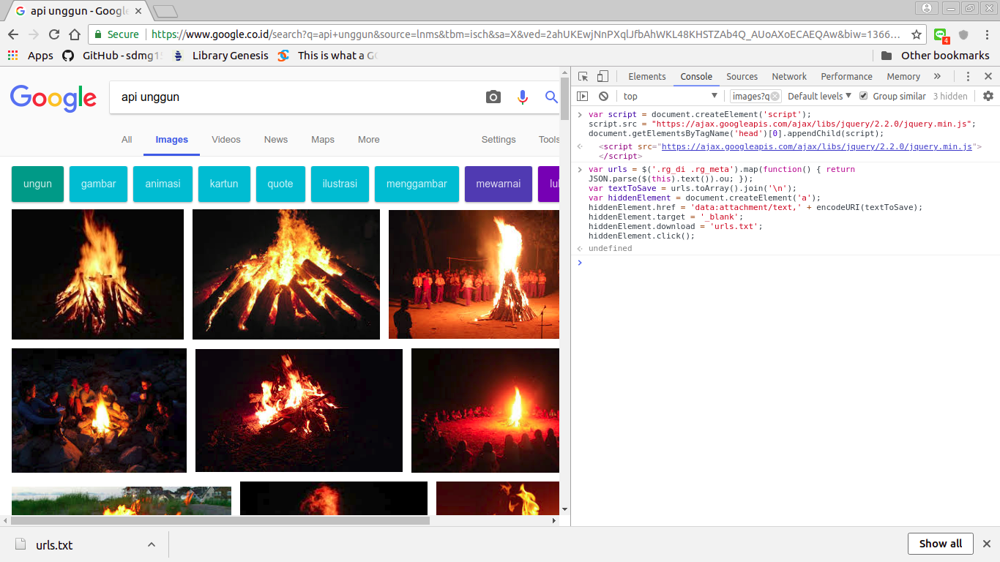 api unggun - Googl
Secure
https://www.google.co.id/search?q=api+unggun&source=lnms&tbm=isch&sa=X&ved=2ahUKEwjNnPXqlJfbAhWKL48KHSTZAb4Q_AUoAXoECAEQAw&biw=1366...
4
Apps
GitHub - sdmg15
Library Genesis
This is what a GO
Other bookmarks
Google
api unggun
All
Images
Videos
News
Maps
More
Settings
Tools
ungun
gambar
animasi
kartun
quote
ilustrasi
menggambar
mewarnai
Elements
Console
Sources
Network
Performance
Memory
top
images?q
Default levels
Group similar
3 hidden
var script = document.createElement('script');
script.src = "https://ajax.googleapis.com/ajax/libs/jquery/2.2.0/jquery.min.js";
document.getElementsByTagName('head')[0].appendChild(script);
<script src="https://ajax.googleapis.com/ajax/libs/jquery/2.2.0/jquery.min.js">
</script>
var urls = $('.rg_di .rg_meta').map(function() { return
JSON.parse($(this).text()).ou; });
var textToSave = urls.toArray().join('\n');
var hiddenElement = document.createElement('a');
hiddenElement.href = 'data:attachment/text,' + encodeURI(textToSave);
hiddenElement.target = '_blank';
hiddenElement.download = 'urls.txt';
hiddenElement.click();
undefined
urls.txt
Show all